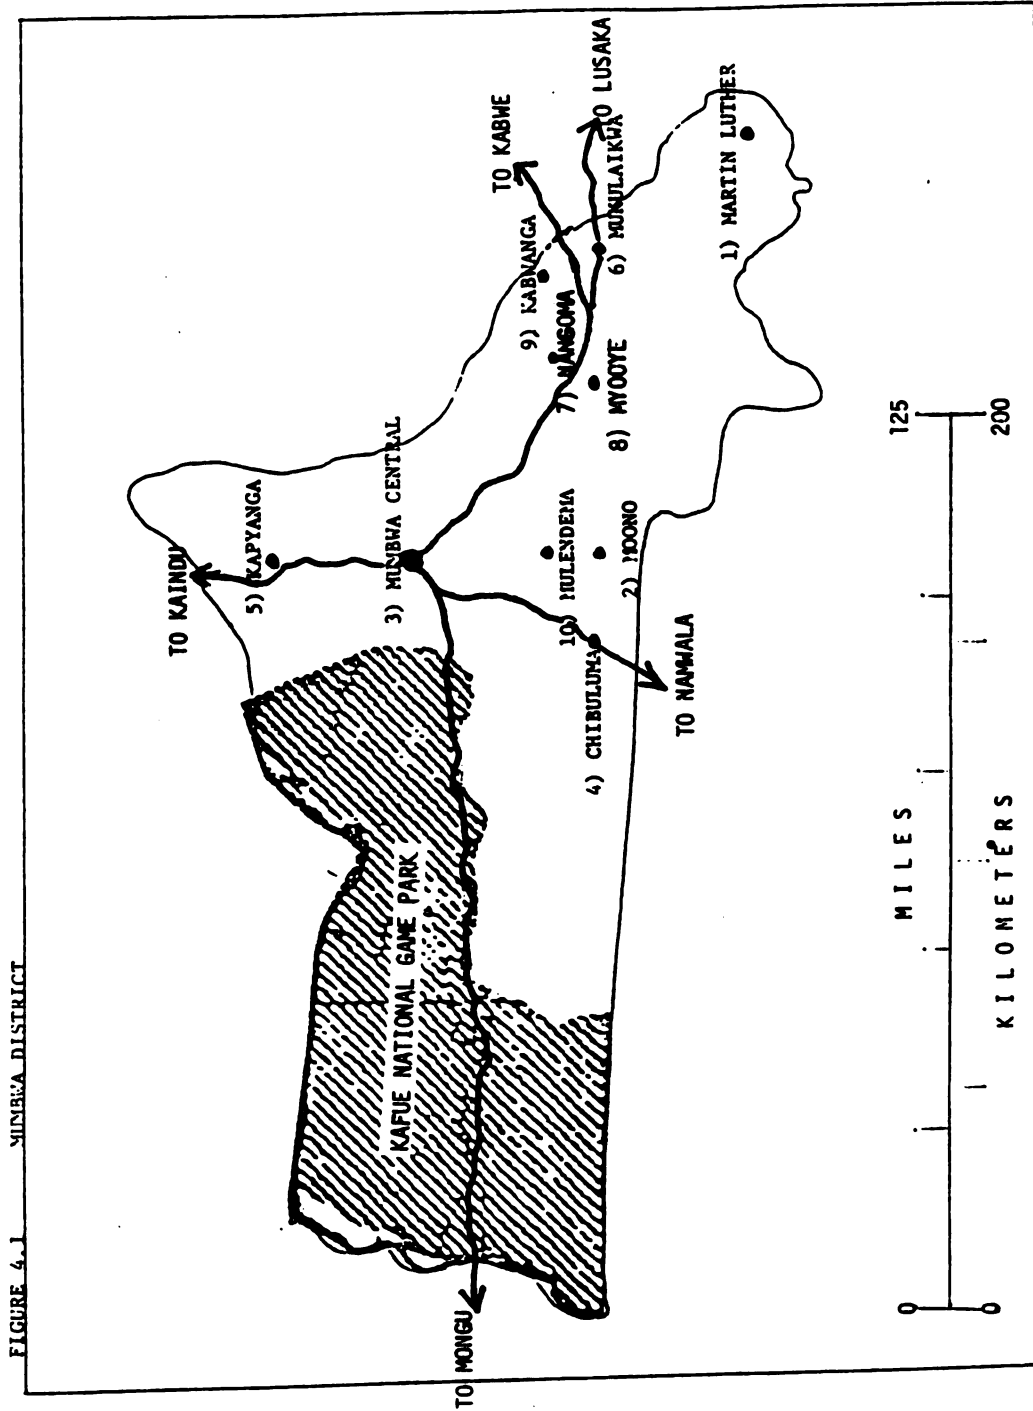 FIGURE 4.1 MUMBWA DISTRICT
TO KAINDU
5) KAPYANGA
3) MUMBWA CENTRAL
TO KABWE
9) KABWANGA
TO LUSAKA
6) MUKULAIKWA
7) NANGOMA
8) MYOOYE
1) MARTIN LUTHER
10) MULENDEMA
2) MOONO
4) CHIBULUMA
TO NAMWALA
KAFUE NATIONAL GAME PARK
TO MONGU
0 125
MILES
KILOMETERS
0 200